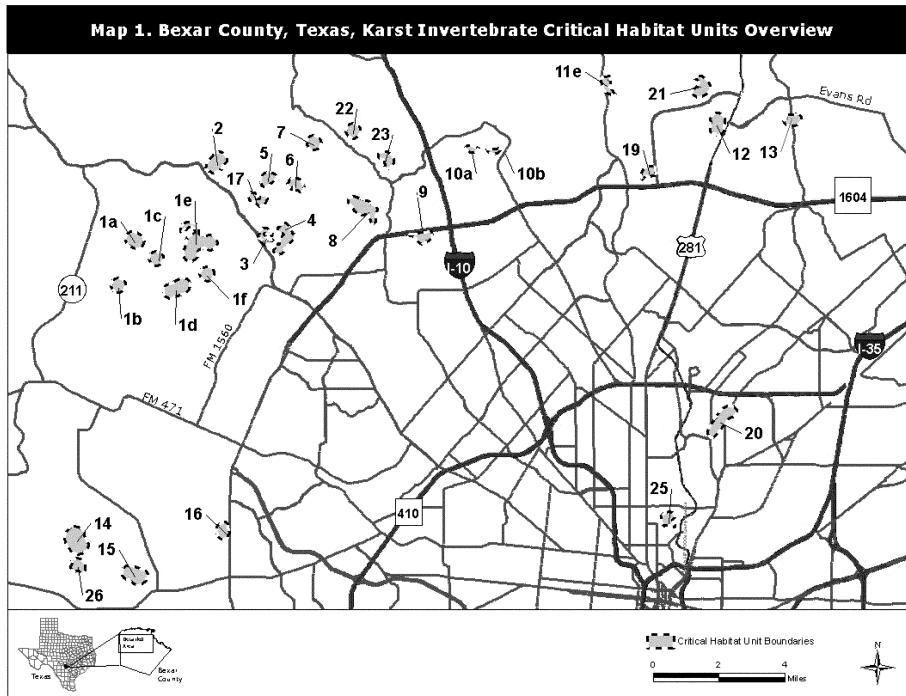 Map 1. Bexar County, Texas, Karst Invertebrate Critical Habitat Units Overview
11e
21
Evans Rd
22
7
23
2
5
6
12
13
10a
10b
19
17
1604
1e
1c
4
9
1a
8
3
281
I-10
211
1f
1b
1d
FM 1560
I-35
FM 471
20
25
14
16
410
15
26
Critical Habitat Unit Boundaries
N
Texas
Bexar
County
0 2 4
Miles